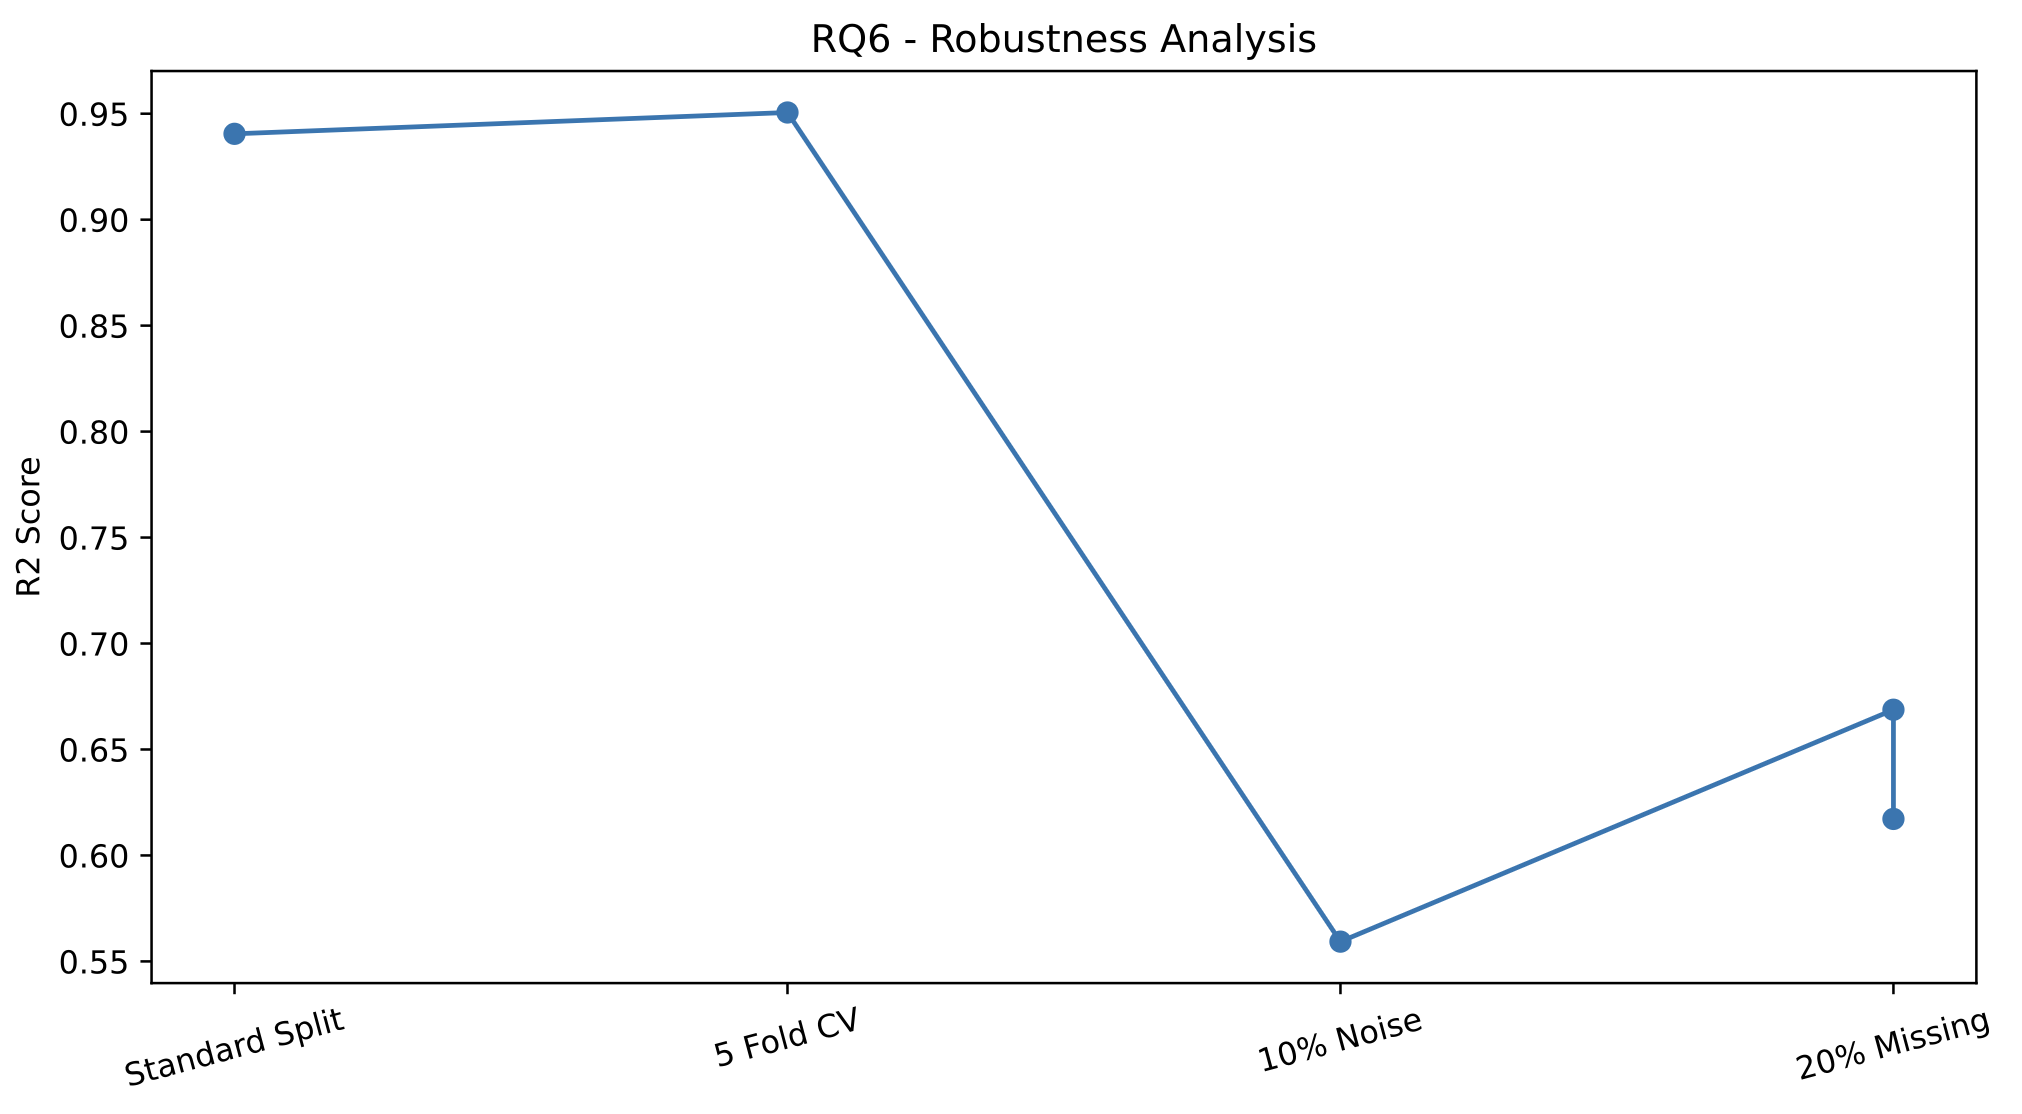 RQ6 - Robustness Analysis
R2 Score
0.95
0.90
0.85
0.80
0.75
0.70
0.65
0.60
0.55
Standard Split
5 Fold CV
10% Noise
20% Missing